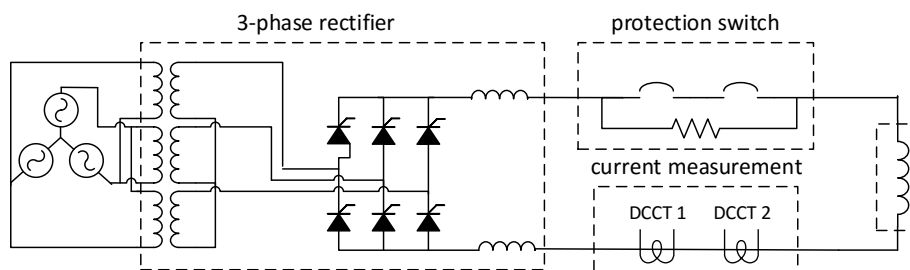 3-phase rectifier
protection switch
current measurement
DCCT 1
DCCT 2